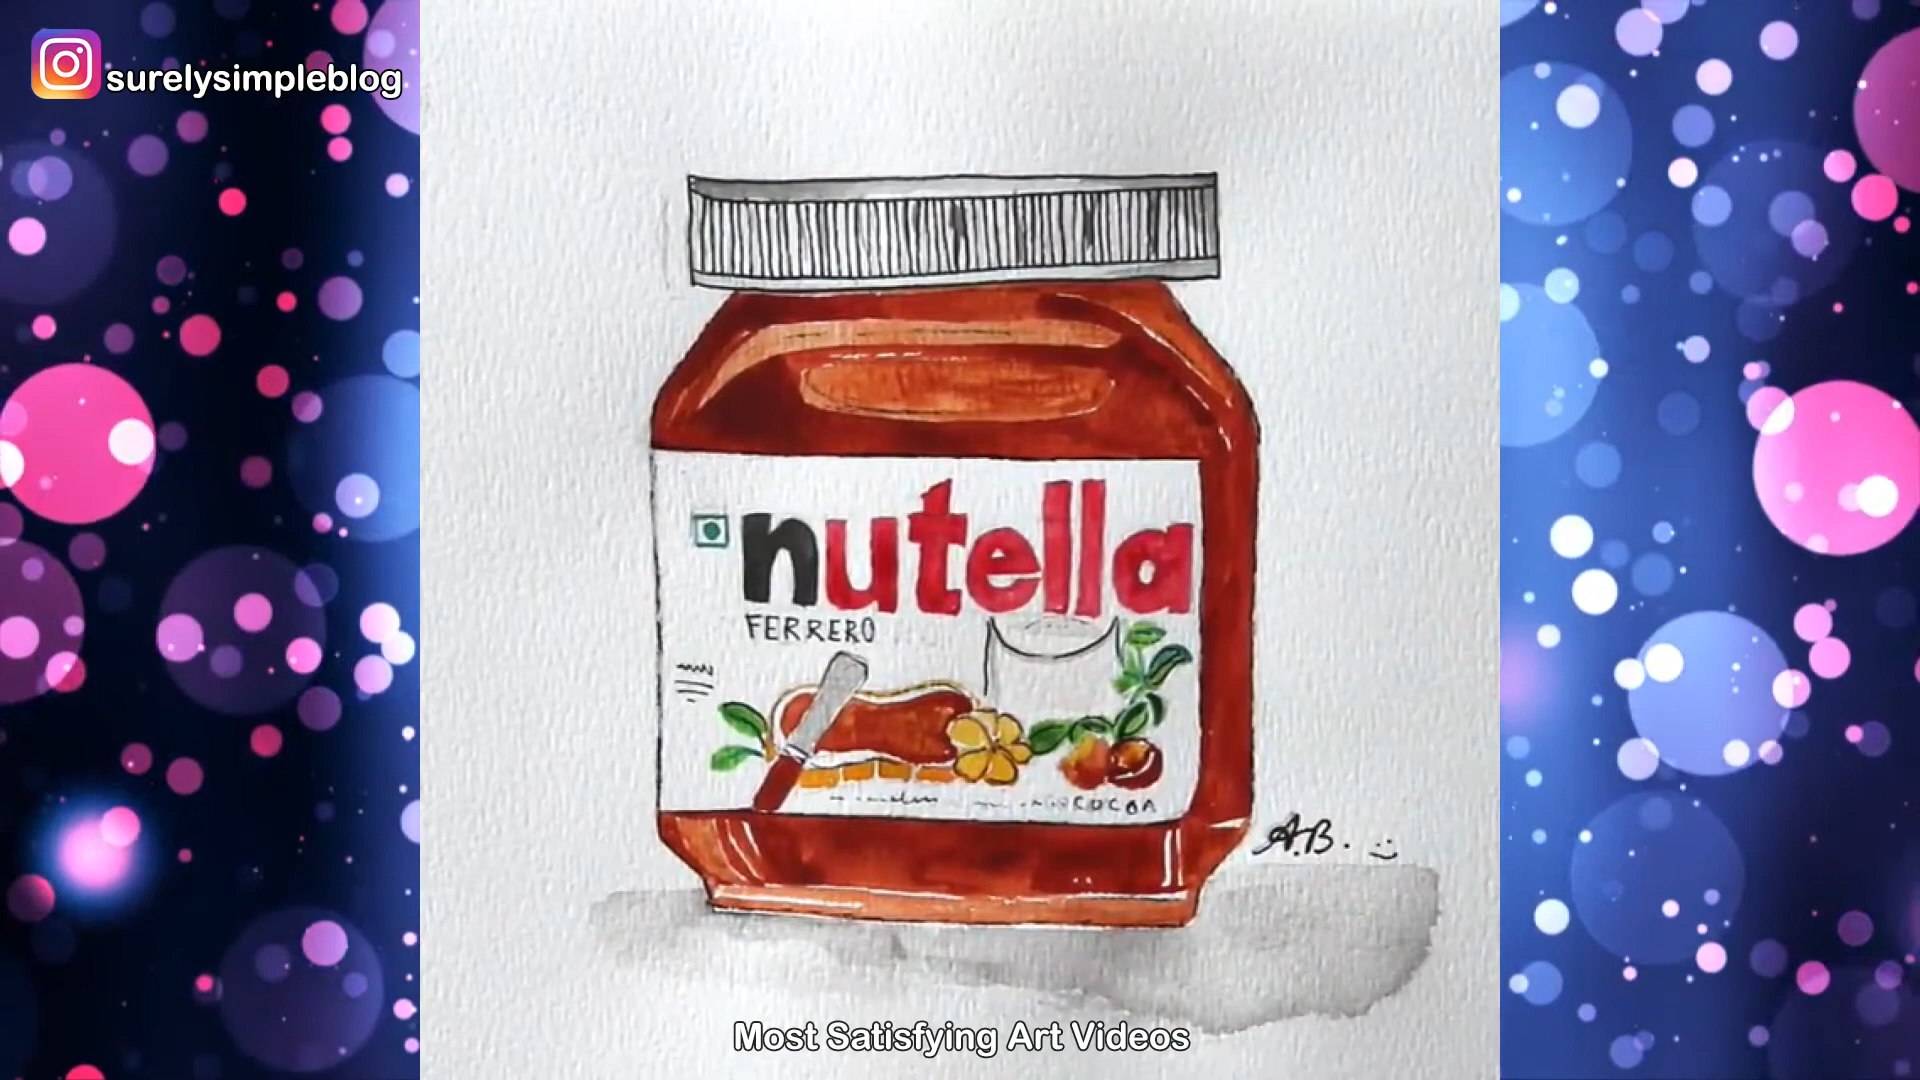 surelysimpleblog
nutella
FERRERO
COCOA
A.B.
Most Satisfying Art Videos